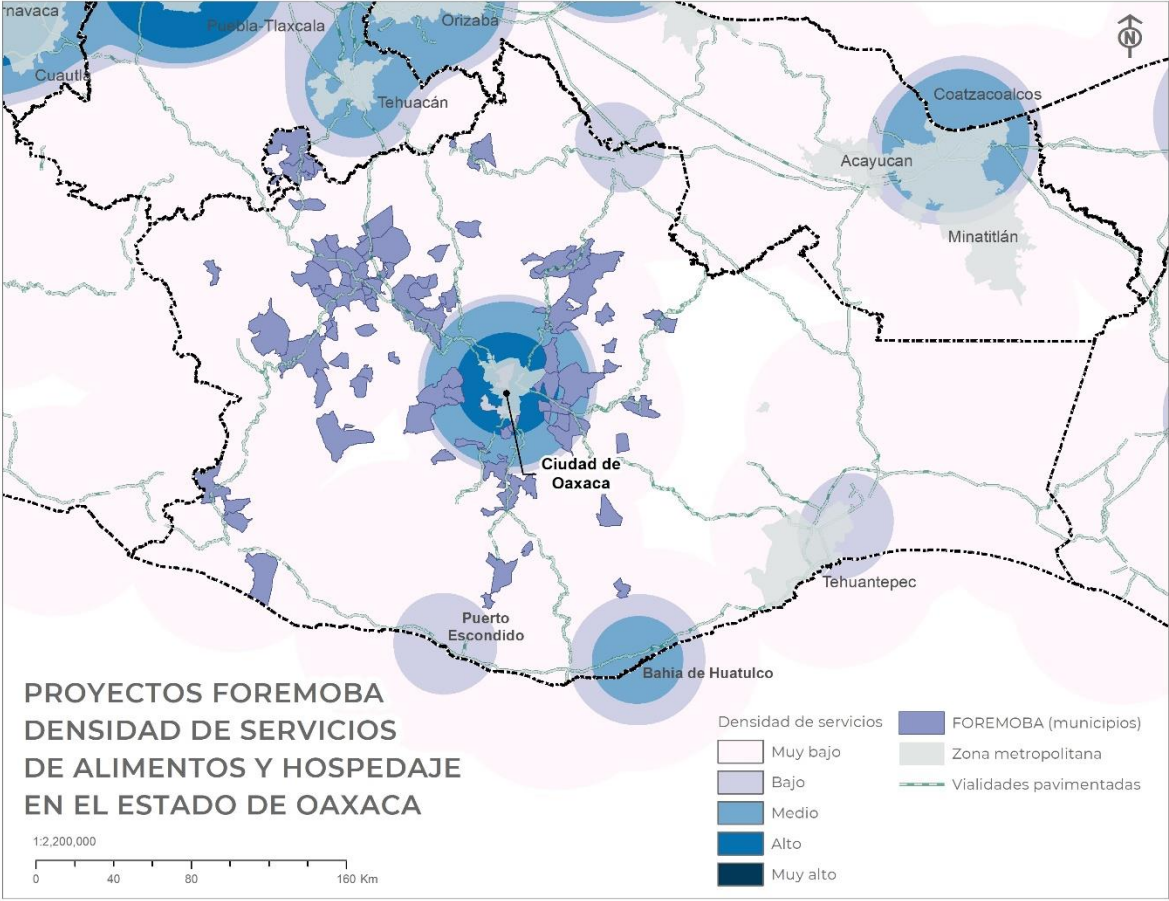 rnavaca
Puebla-Tlaxcala
Orizaba
N
Cuautla
Tehuacán
Coatzacoalcos
Acayucan
Minatitlán
Ciudad de
Oaxaca
Tehuantepec
Puerto
Escondido
Bahia de Huatulco
PROYECTOS FOREMOBA
DENSIDAD DE SERVICIOS
DE ALIMENTOS Y HOSPEDAJE
EN EL ESTADO DE OAXACA
1:2,200,000
0 40 80 160 Km
Densidad de servicios
Muy bajo
Bajo
Medio
Alto
Muy alto
FOREMOBA (municipios)
Zona metropolitana
Vialidades pavimentadas